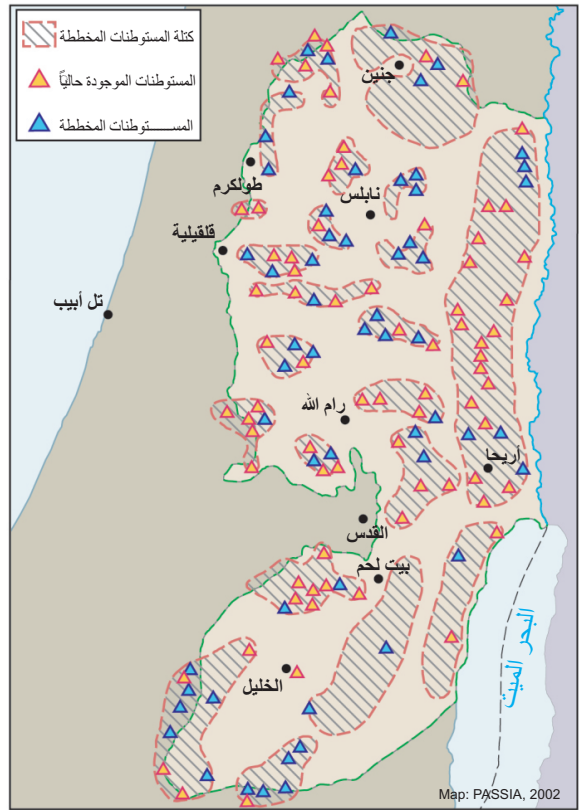 كتلة المستوطنات المخططة
المستوطنات الموجودة حالياً
المســـــتوطنات المخططة
جنين
طولكرم
نابلس
قلقيلية
تل أبيب
رام الله
أريحا
القدس
بيت لحم
الخليل
البحر الميت
Map: PASSIA, 2002